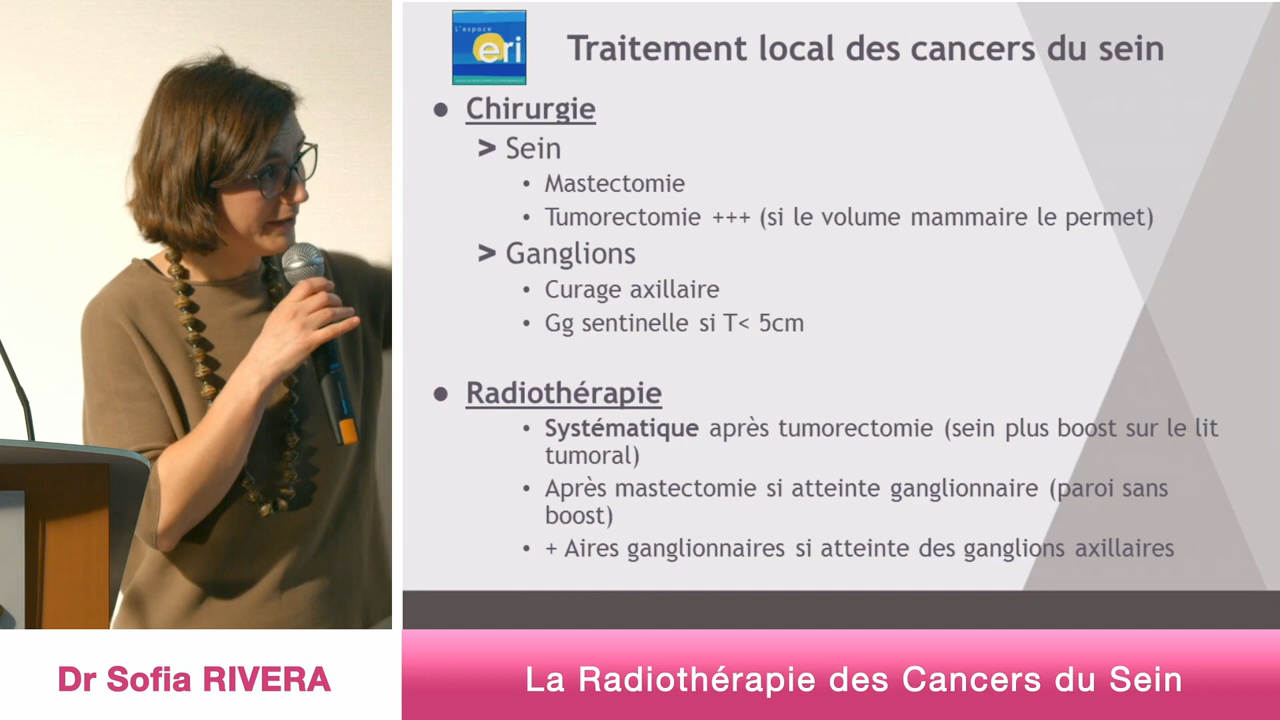 L'espace
eri
Traitement local des cancers du sein
● Chirurgie
> Sein
• Mastectomie
• Tumorectomie +++ (si le volume mammaire le permet)
> Ganglions
• Curage axillaire
• Gg sentinelle si T< 5cm
● Radiothérapie
• Systématique après tumorectomie (sein plus boost sur le lit
tumoral)
• Après mastectomie si atteinte ganglionnaire (paroi sans
boost)
• + Aires ganglionnaires si atteinte des ganglions axillaires
Dr Sofia RIVERA
La Radiothérapie des Cancers du Sein